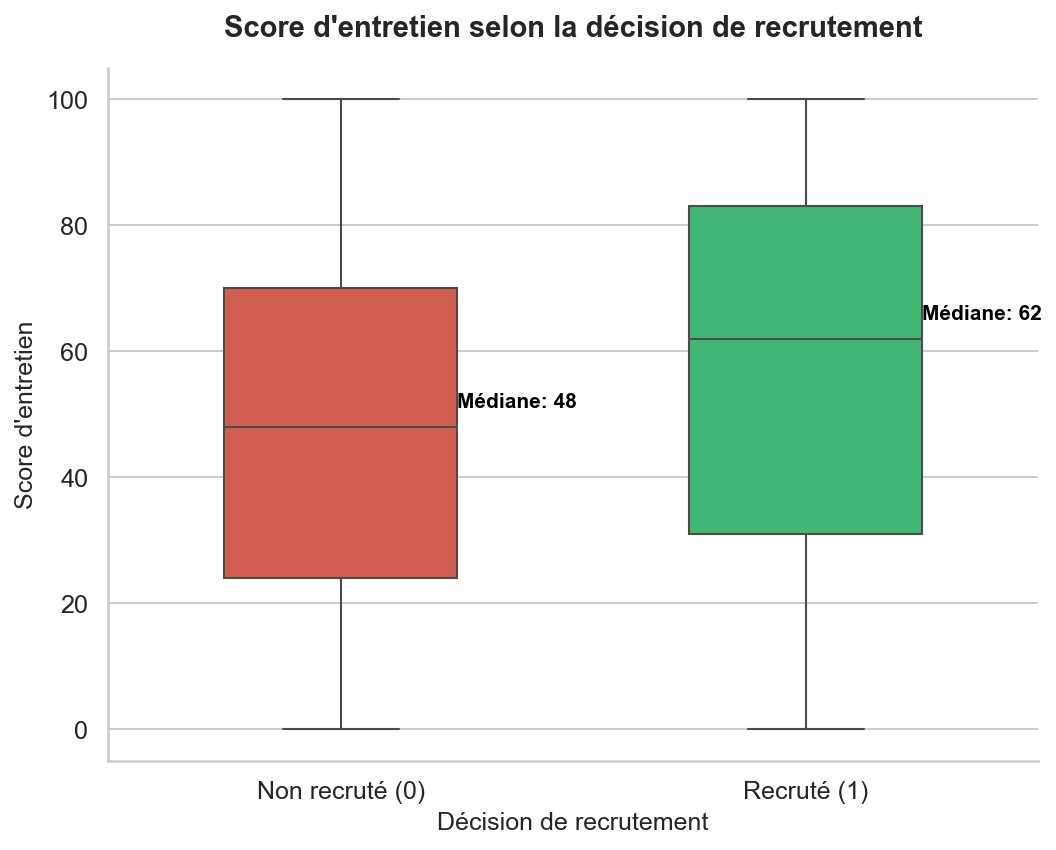 Score d'entretien selon la décision de recrutement
100
80
60
40
20
0
Score d'entretien
Médiane: 48
Médiane: 62
Non recruté (0)
Recruté (1)
Décision de recrutement